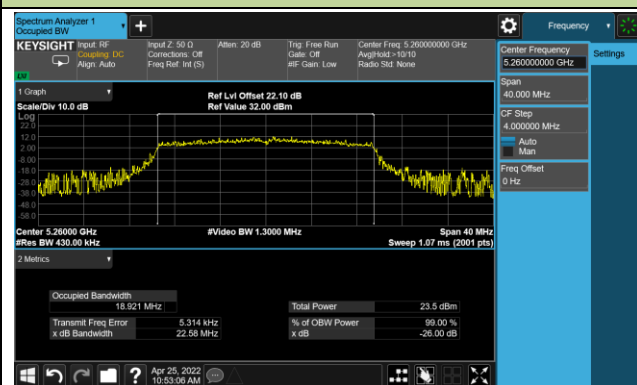 Spectrum Analyzer 1
Occupied BW
Frequency
KEYSIGHT
Input: RF
Coupling: DC
Align: Auto
Input Z: 50 Ω
Corrections: Off
Freq Ref: Int (S)
Atten: 20 dB
Trig: Free Run
Gate: Off
#IF Gain: Low
Center Freq: 5.260000000 GHz
Avg|Hold:>10/10
Radio Std: None
Center Frequency
5.260000000 GHz
Settings
Span
40.000 MHz
CF Step
4.000000 MHz
Auto
Man
Freq Offset
0 Hz
1 Graph
Scale/Div 10.0 dB
Ref Lvl Offset 22.10 dB
Ref Value 32.00 dBm
Log
22.0
12.0
2.00
-8.00
-18.0
-28.0
-38.0
-48.0
-58.0
Center 5.26000 GHz
#Video BW 1.3000 MHz
Span 40 MHz
#Res BW 430.00 kHz
Sweep 1.07 ms (2001 pts)
2 Metrics
Occupied Bandwidth
18.921 MHz
Total Power 23.5 dBm
Transmit Freq Error 5.314 kHz
% of OBW Power 99.00 %
x dB Bandwidth 22.58 MHz
x dB -26.00 dB
Apr 25, 2022
10:53:06 AM